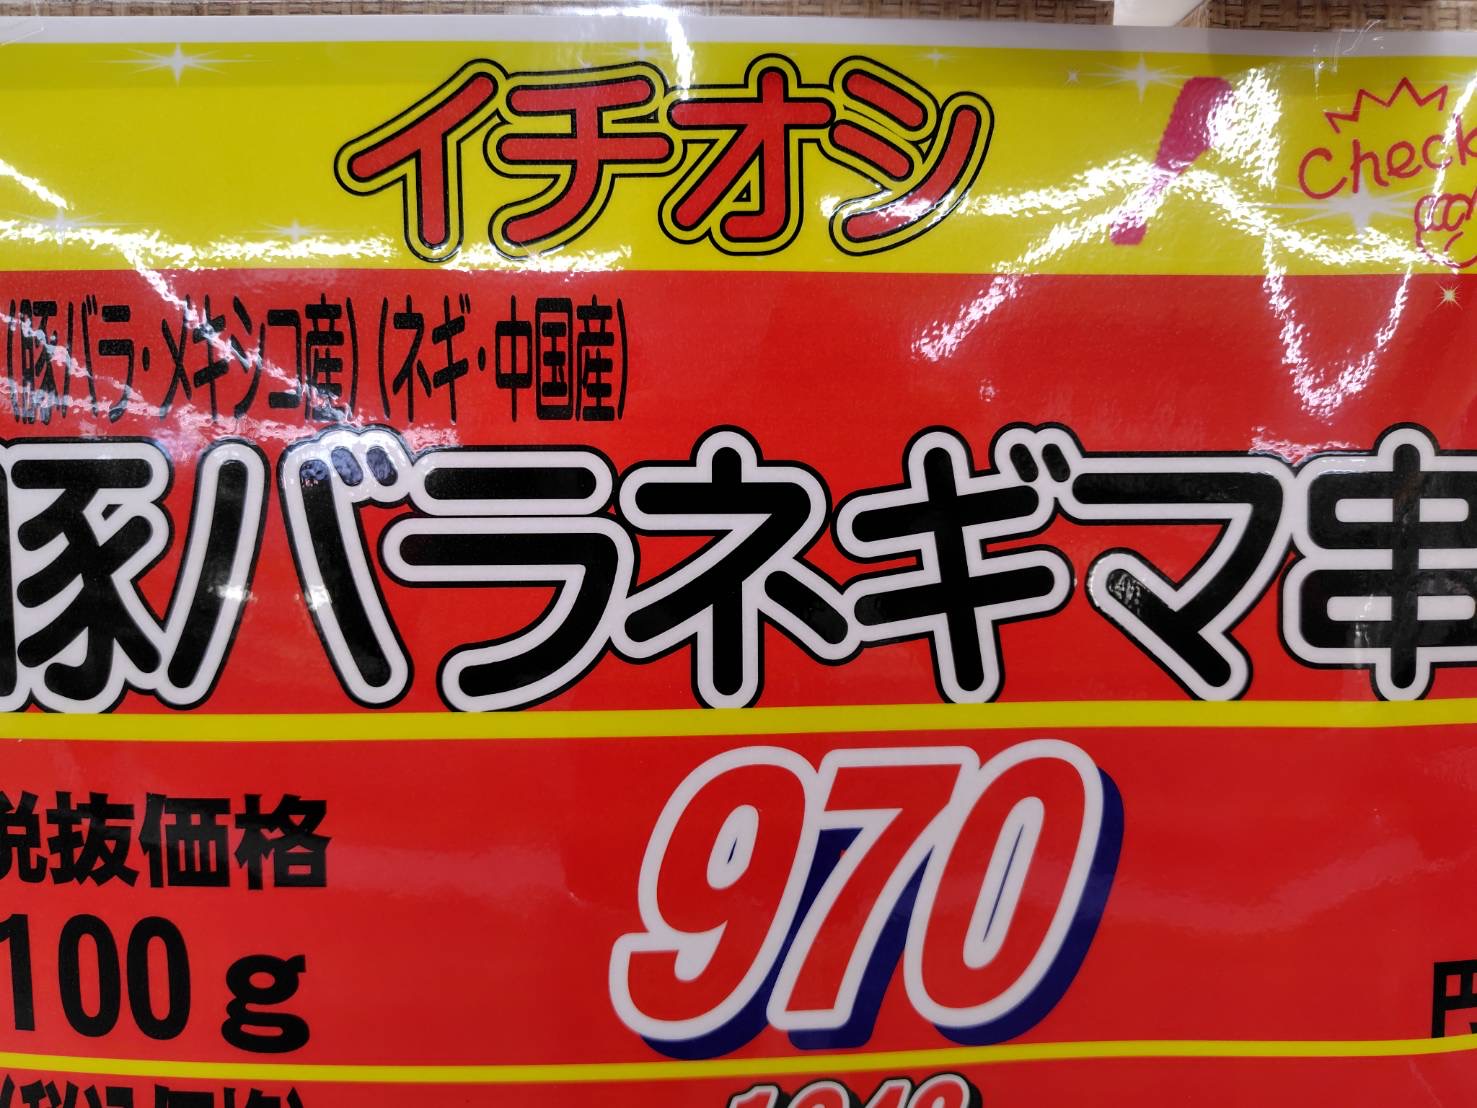 イチオシ!
Check
(豚バラ・メキシコ産)(ネギ・中国産)
豚バラネギマ串
税抜価格
970
100g
円